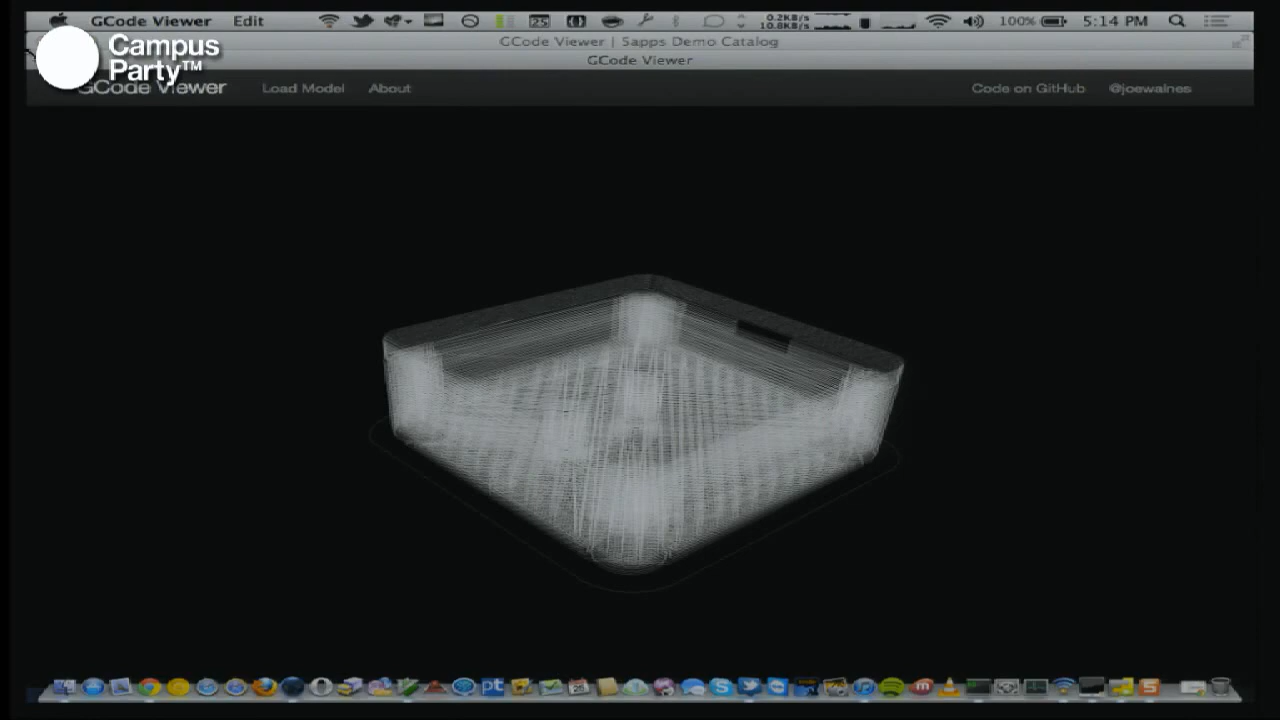 GCode Viewer Edit 0.2KB/s 10.8KB/s 100% 5:14 PM
GCode Viewer | Sapps Demo Catalog
GCode Viewer
Campus
Party™
GCode Viewer Load Model About Code on GitHub @joewalnes